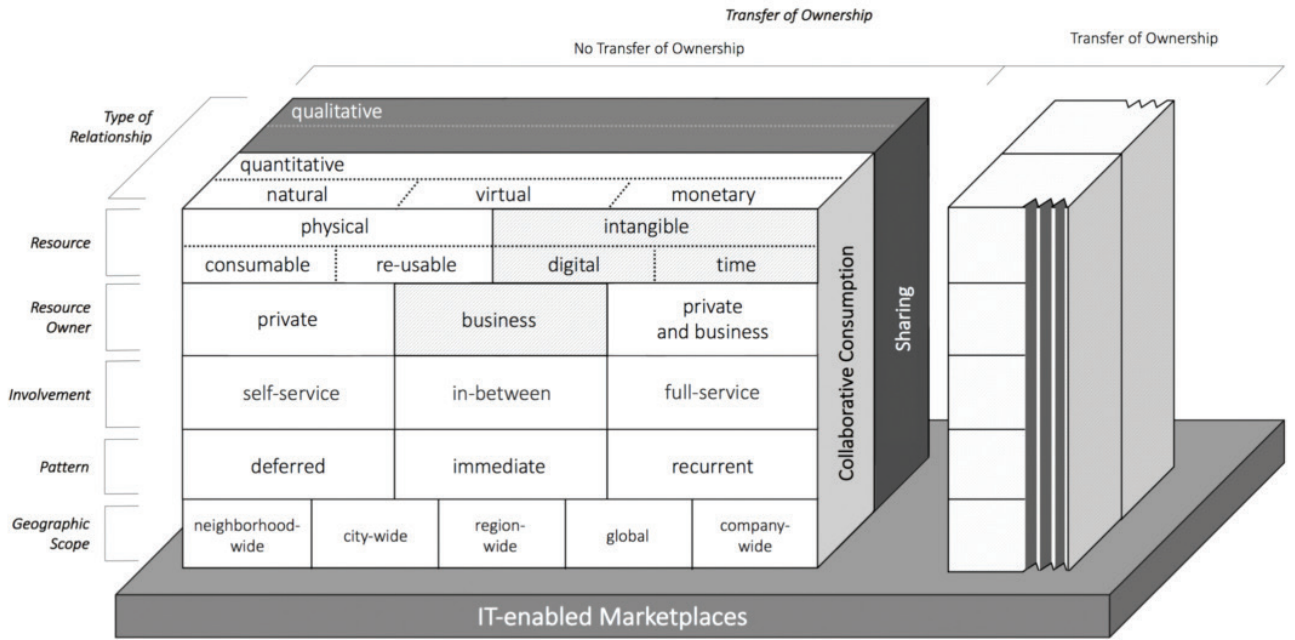 Transfer of Ownership
No Transfer of Ownership
Transfer of Ownership
Type of
Relationship
qualitative
quantitative
natural
virtual
monetary
Resource
physical
intangible
consumable
re-usable
digital
time
Resource
Owner
private
business
private
and business
Involvement
self-service
in-between
full-service
Pattern
deferred
immediate
recurrent
Geographic
Scope
neighborhood-
wide
city-wide
region-
wide
global
company-
wide
Collaborative Consumption
Sharing
IT-enabled Marketplaces